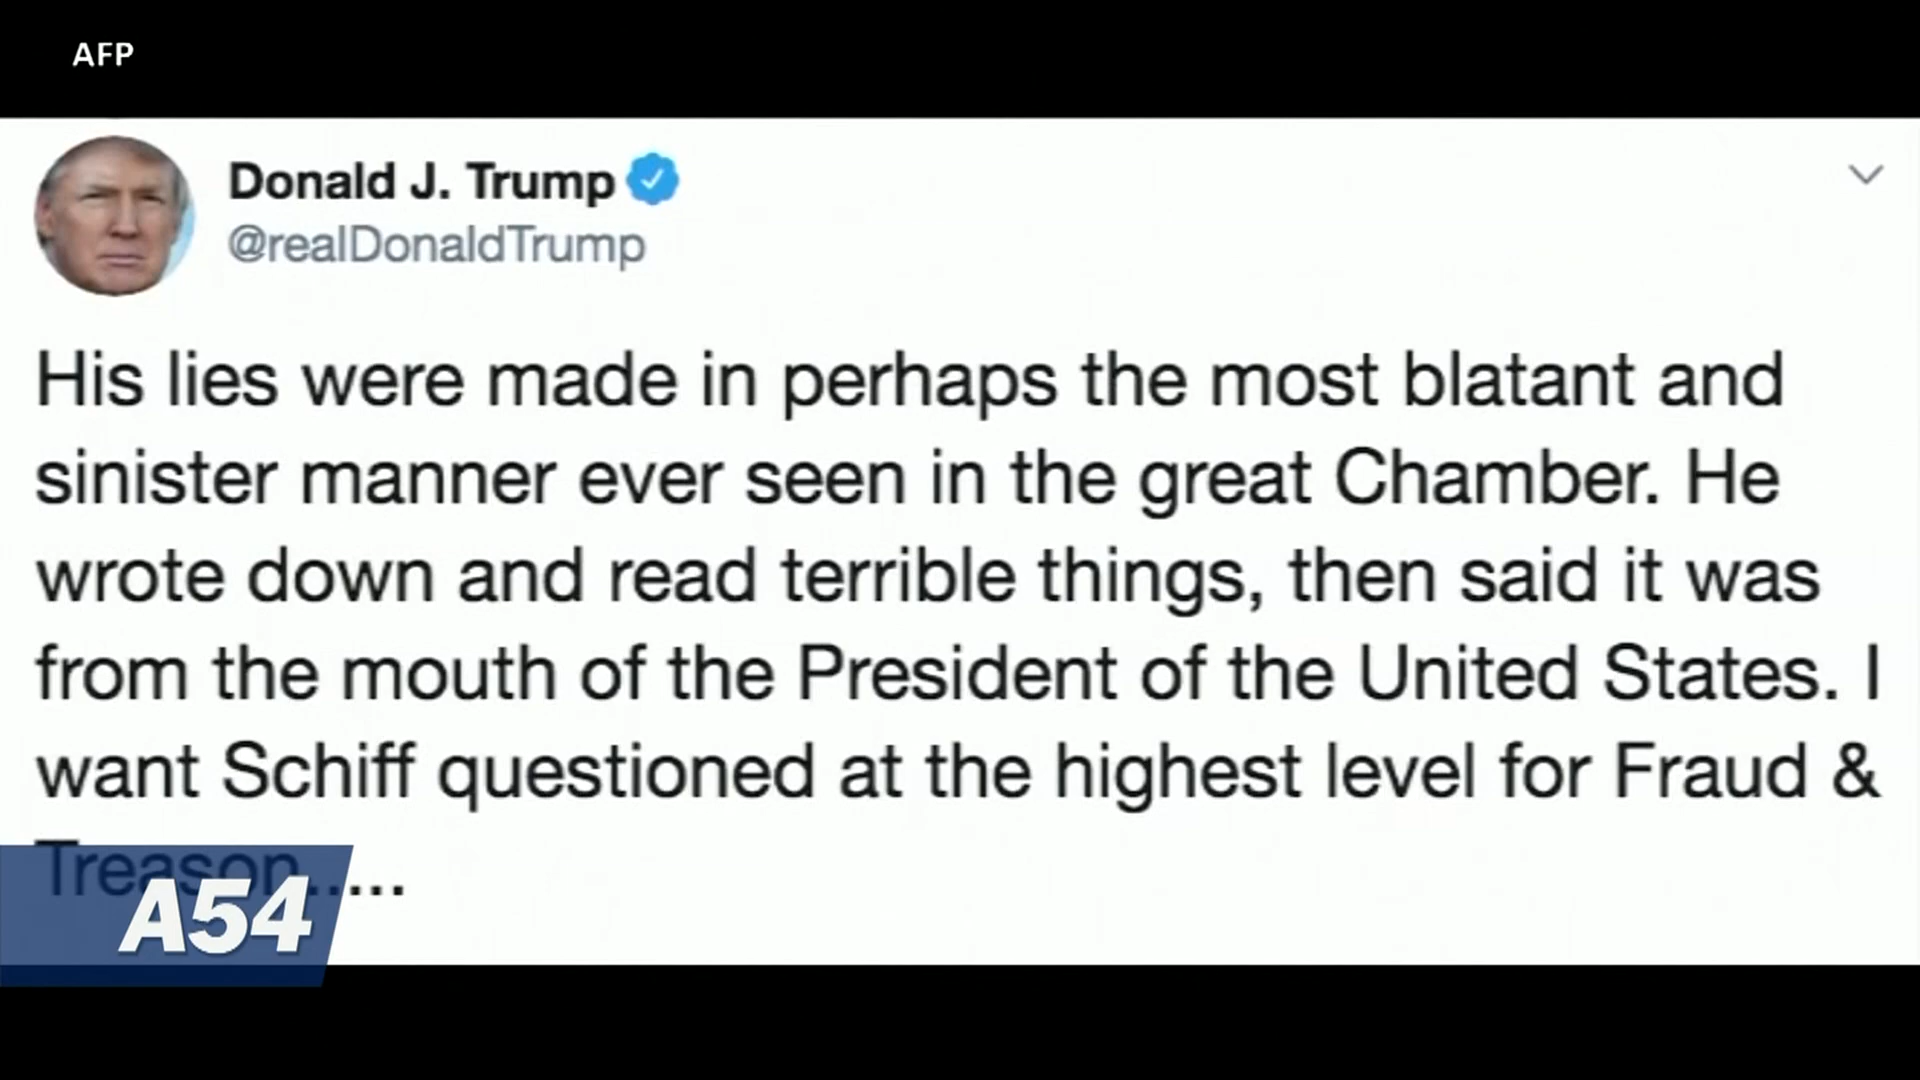 AFP
Donald J. Trump
@realDonaldTrump
His lies were made in perhaps the most blatant and
sinister manner ever seen in the great Chamber. He
wrote down and read terrible things, then said it was
from the mouth of the President of the United States. I
want Schiff questioned at the highest level for Fraud &
Treason.....
A54